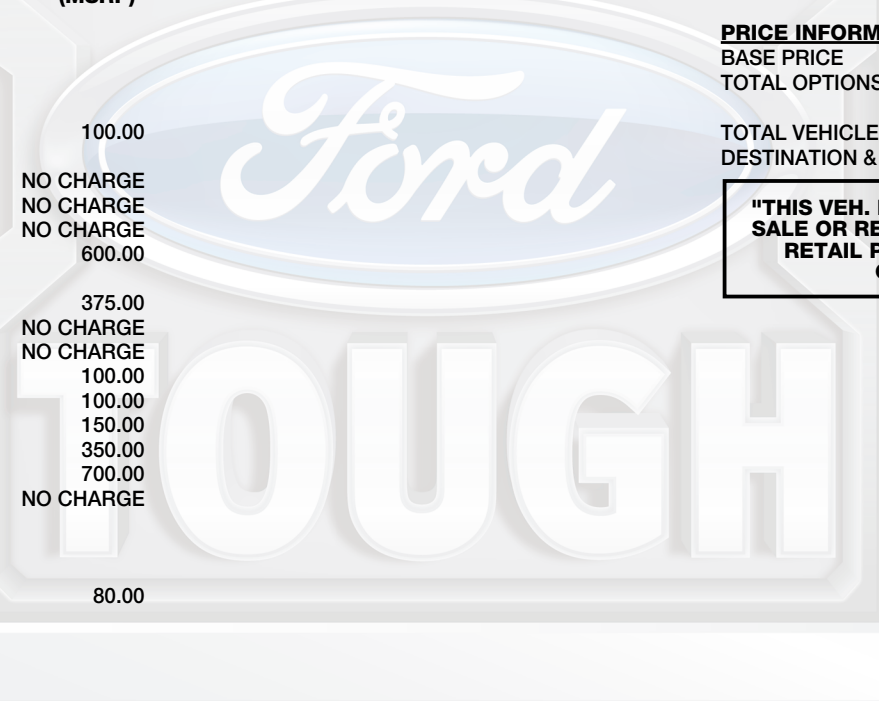 (MSRP)
100.00
NO CHARGE
NO CHARGE
NO CHARGE
600.00
375.00
NO CHARGE
NO CHARGE
100.00
100.00
150.00
350.00
700.00
NO CHARGE
80.00
PRICE INFORM
BASE PRICE
TOTAL OPTIONS
TOTAL VEHICLE
DESTINATION &
"THIS VEH.
SALE OR RE
RETAIL P
Ford
TOUGH